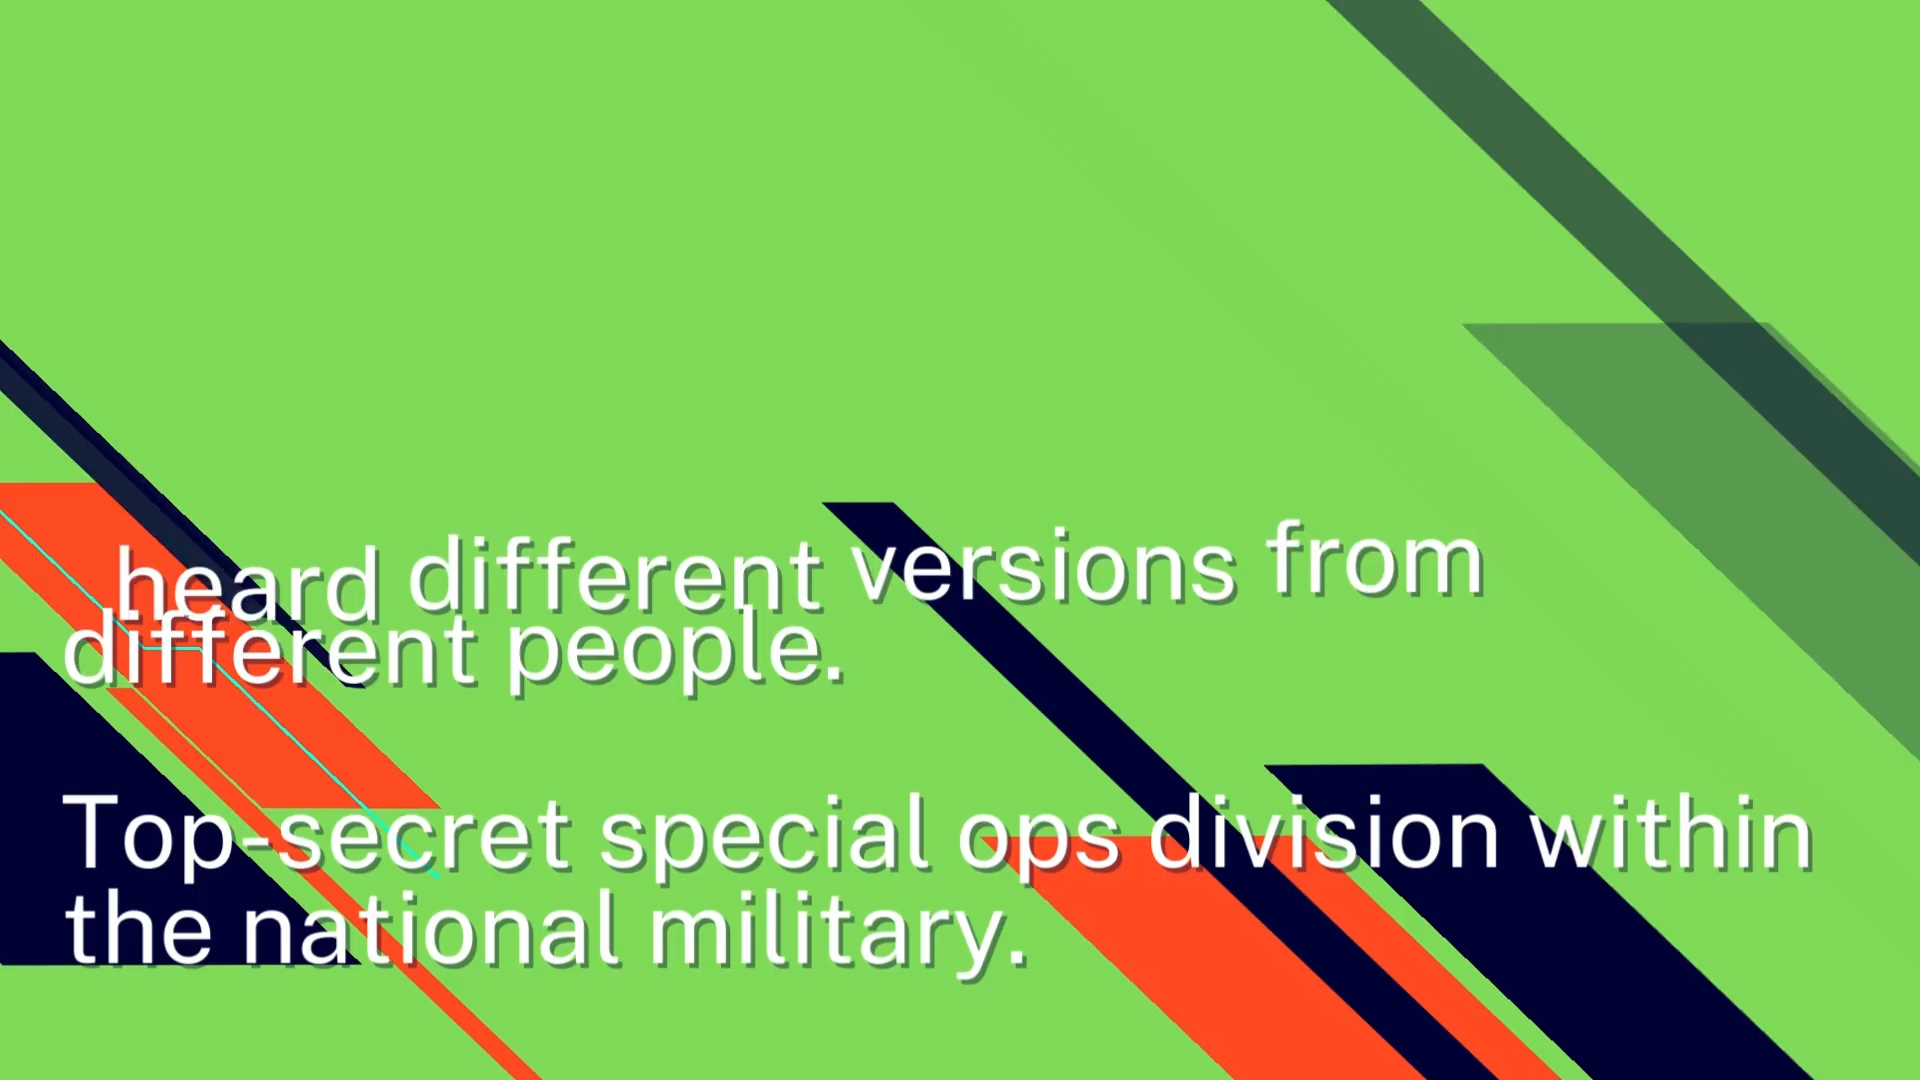 heard different versions from
different people.
Top-secret special ops division within
the national military.